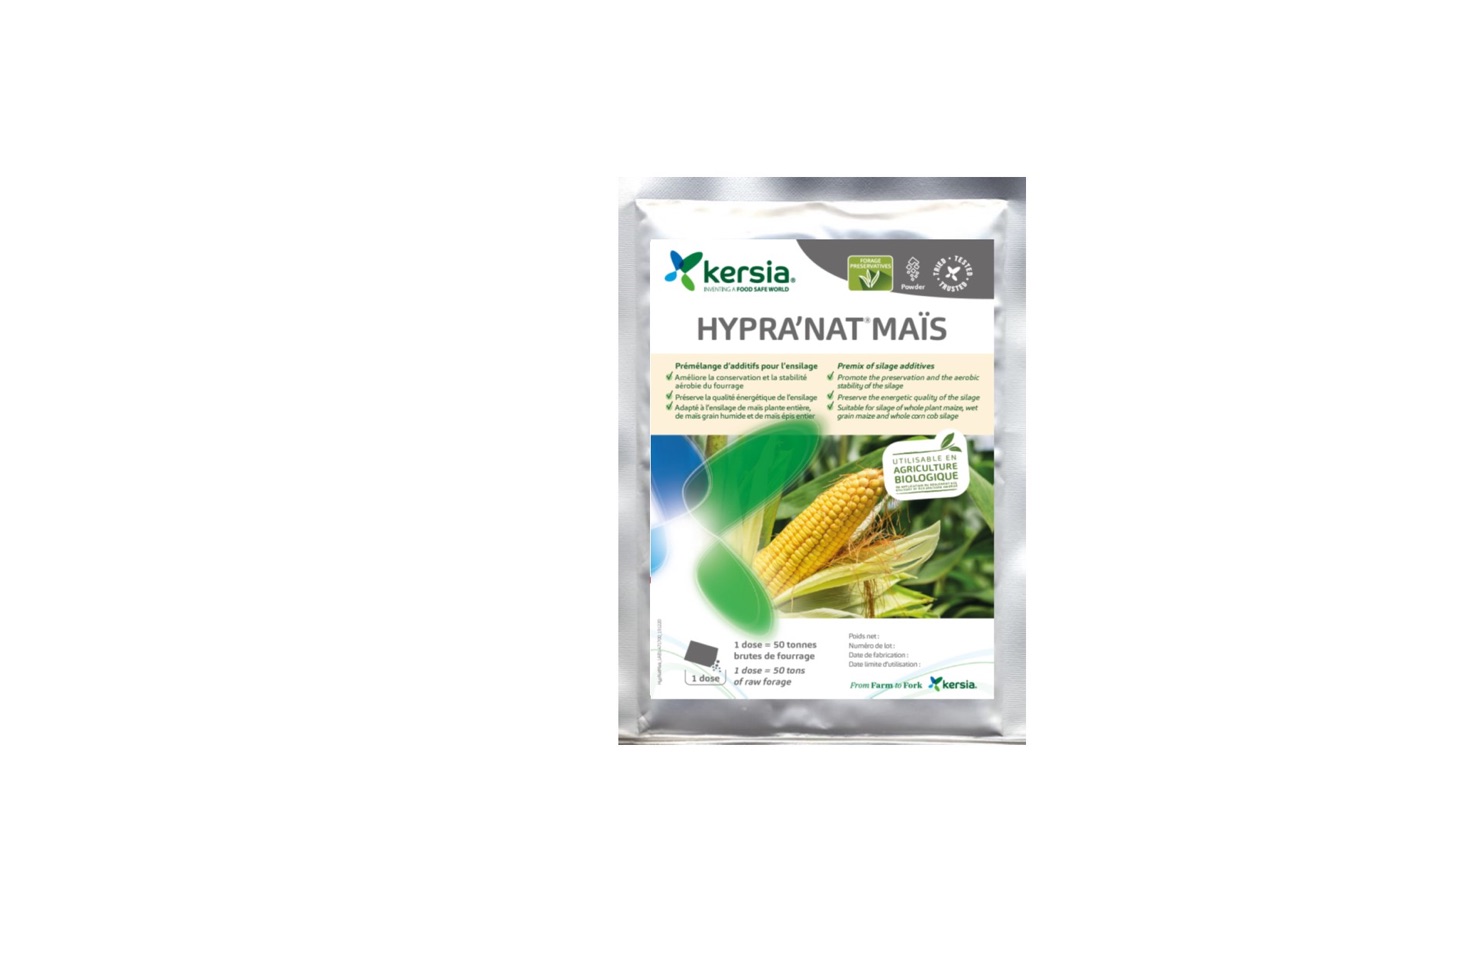 kersia®
INVENTING A FOOD SAFE WORLD
FORAGE
PRESERVATIVES
Powder
TRIED • TESTED
• TRUSTED •
HYPRA'NAT® MAÏS
Prémélange d'additifs pour l'ensilage
Améliore la conservation et la stabilité
aérobie du fourrage
Préserve la qualité énergétique de l'ensilage
Adapté à l'ensilage de maïs plante entière,
de maïs grain humide et de maïs épis entier
Premix of silage additives
Promote the preservation and the aerobic
stability of the silage
Preserve the energetic quality of the silage
Suitable for silage of whole plant maize, wet
grain maize and whole corn cob silage
UTILISABLE EN
AGRICULTURE
BIOLOGIQUE
1 dose
1 dose = 50 tonnes
brutes de fourrage
1 dose = 50 tons
of raw forage
Poids net :
Numéro de lot :
Date de fabrication :
Date limite d'utilisation :
From Farm to Fork kersia.